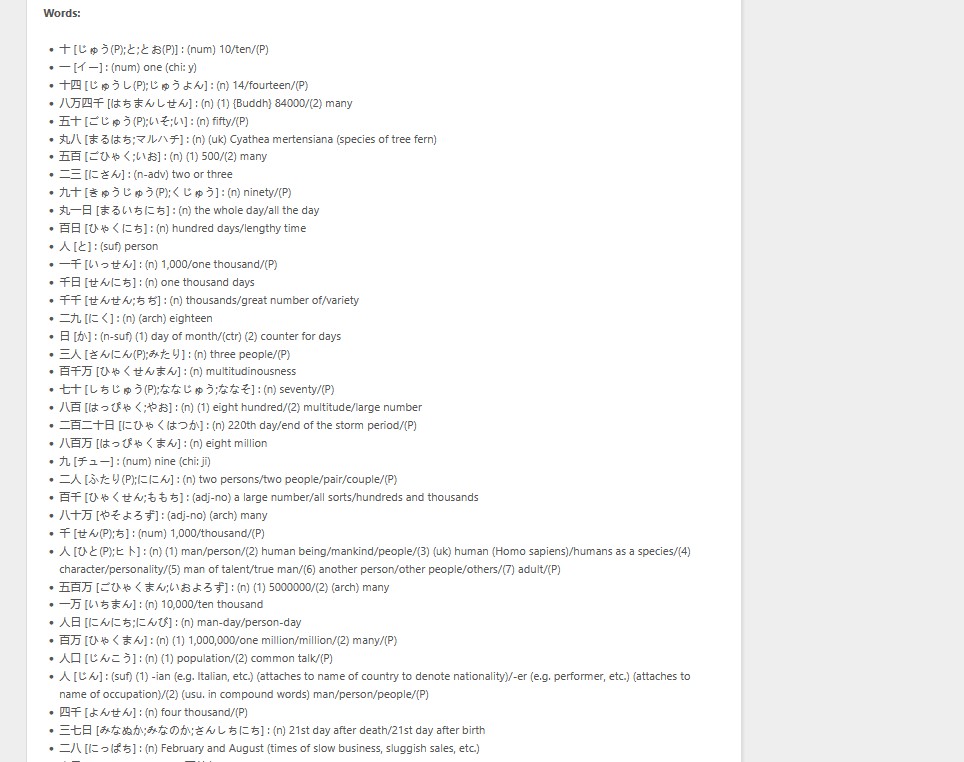 Words:
• 十 [じゅう(P);と;とお(P)] : (num) 10/ten/(P)
• 一 [イー] : (num) one (chi: y)
• 十四 [じゅうし(P);じゅうよん] : (n) 14/fourteen/(P)
• 八万四千 [はちまんしせん] : (n) (1) {Buddh} 84000/(2) many
• 五十 [ごじゅう(P);いそ;い] : (n) fifty/(P)
• 丸八 [まるはち;マルハチ] : (n) (uk) Cyathea mertensiana (species of tree fern)
• 五百 [ごひゃく;いお] : (n) (1) 500/(2) many
• 二三 [にさん] : (n-adv) two or three
• 九十 [きゅうじゅう(P);くじゅう] : (n) ninety/(P)
• 丸一日 [まるいちにち] : (n) the whole day/all the day
• 百日 [ひゃくにち] : (n) hundred days/lengthy time
• 人 [と] : (suf) person
• 一千 [いっせん] : (n) 1,000/one thousand/(P)
• 千日 [せんにち] : (n) one thousand days
• 千千 [せんせん;ちぢ] : (n) thousands/great number of/variety
• 二九 [にく] : (n) (arch) eighteen
• 日 [か] : (n-suf) (1) day of month/(ctr) (2) counter for days
• 三人 [さんにん(P);みたり] : (n) three people/(P)
• 百千万 [ひゃくせんまん] : (n) multitudinousness
• 七十 [しちじゅう(P);ななじゅう;ななそ] : (n) seventy/(P)
• 八百 [はっぴゃく;やお] : (n) (1) eight hundred/(2) multitude/large number
• 二百二十日 [にひゃくはつか] : (n) 220th day/end of the storm period/(P)
• 八百万 [はっぴゃくまん] : (n) eight million
• 九 [チュー] : (num) nine (chi: ji)
• 二人 [ふたり(P);ににん] : (n) two persons/two people/pair/couple/(P)
• 百千 [ひゃくせん;ももち] : (adj-no) a large number/all sorts/hundreds and thousands
• 八十万 [やそよろず] : (adj-no) (arch) many
• 千 [せん(P);ち] : (num) 1,000/thousand/(P)
• 人 [ひと(P);ヒト] : (n) (1) man/person/(2) human being/mankind/people/(3) (uk) human (Homo sapiens)/humans as a species/(4)
character/personality/(5) man of talent/true man/(6) another person/other people/others/(7) adult/(P)
• 五百万 [ごひゃくまん;いおよろず] : (n) (1) 5000000/(2) (arch) many
• 一万 [いちまん] : (n) 10,000/ten thousand
• 人日 [にんにち;にんび] : (n) man-day/person-day
• 百万 [ひゃくまん] : (n) (1) 1,000,000/one million/million/(2) many/(P)
• 人口 [じんこう] : (n) (1) population/(2) common talk/(P)
• 人 [じん] : (suf) (1) -ian (e.g. Italian, etc.) (attaches to name of country to denote nationality)/-er (e.g. performer, etc.) (attaches to
name of occupation)/(2) (usu. in compound words) man/person/people/(P)
• 四千 [よんせん] : (n) four thousand/(P)
• 三七日 [みなぬか;みなのか;さんしちにち] : (n) 21st day after death/21st day after birth
• 二八 [にっぱち] : (n) February and August (times of slow business, sluggish sales, etc.)